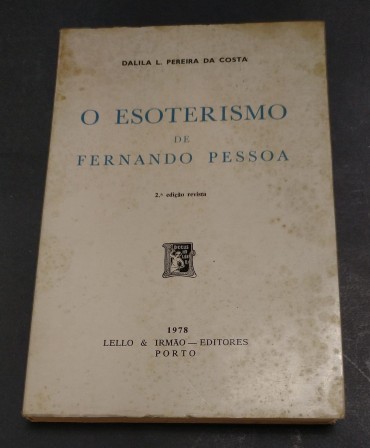 DALILA L. PEREIRA DA COSTA
O ESOTERISMO
DE
FERNANDO PESSOA
2.ª edição revista
1978
LELLO & IRMÃO — EDITORES
PORTO